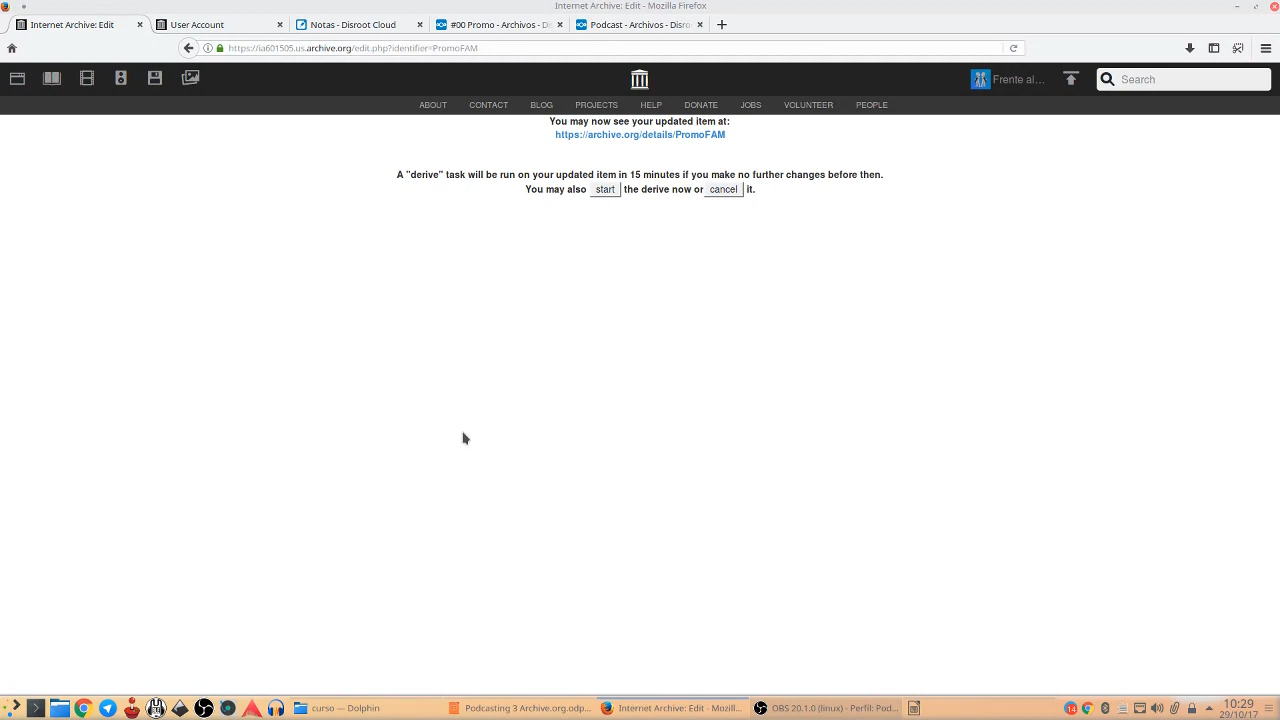 Internet Archive: Edit - Mozilla Firefox
Internet Archive: Edit
User Account
Notas - Disroot Cloud
#00 Promo - Archivos - D
Podcast - Archivos - Disro
https://ia601505.us.archive.org/edit.php?identifier=PromoFAM
Frente al...
Search
ABOUT CONTACT BLOG PROJECTS HELP DONATE JOBS VOLUNTEER PEOPLE
You may now see your updated item at:
https://archive.org/details/PromoFAM
A "derive" task will be run on your updated item in 15 minutes if you make no further changes before then.
You may also start the derive now or cancel it.
curso — Dolphin
Podcasting 3 Archive.org.odp...
Internet Archive: Edit - Mozilla...
OBS 20.1.0 (linux) - Perfil: Pod...
14
10:29
29/10/17